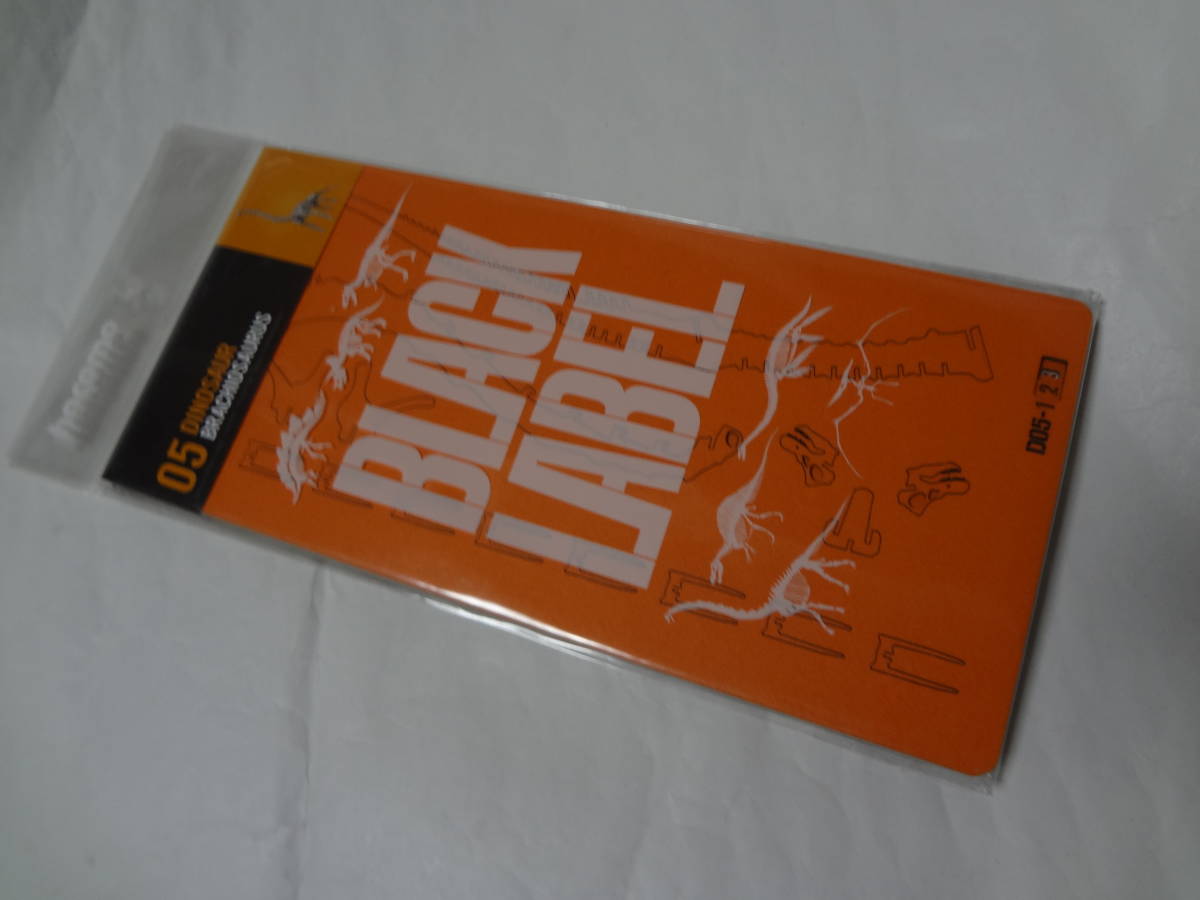 05 DINOSAUR
BRACHIOSAURUS
BLACK
LABEL
D05-1 2 3